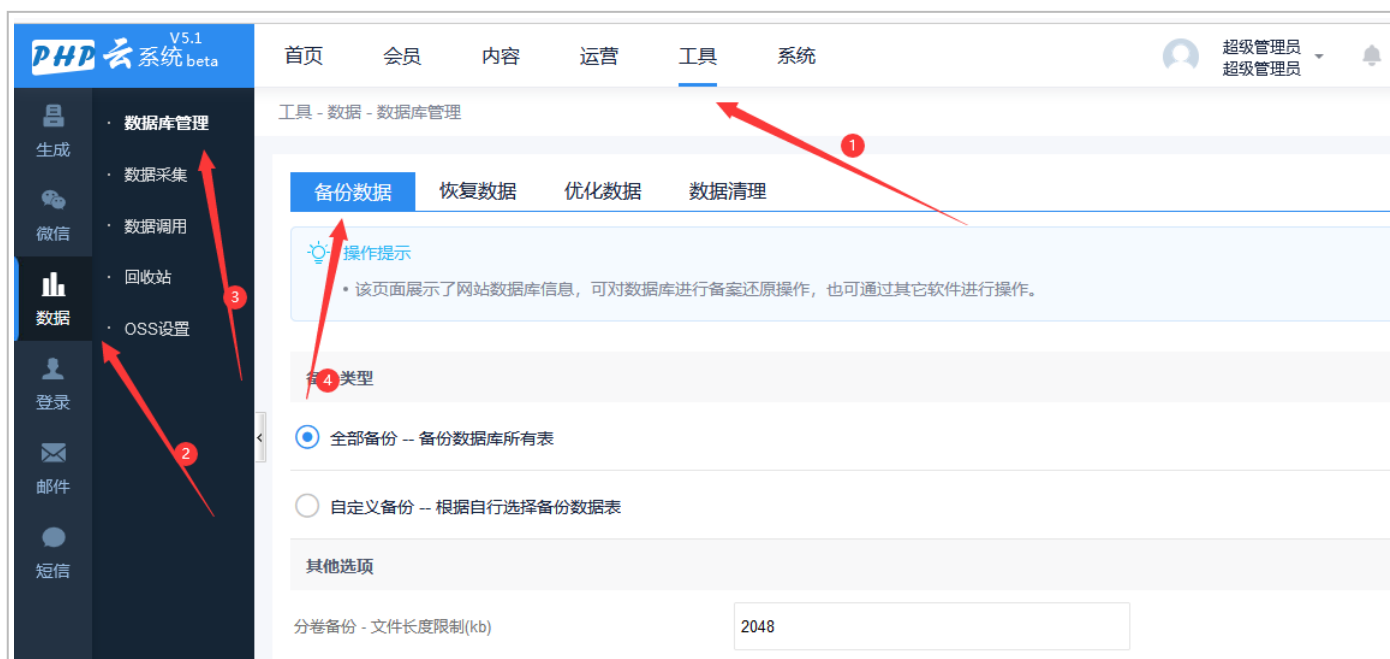 PHP云系统 V5.1 beta
首页 会员 内容 运营 工具 系统
超级管理员
超级管理员
生成
微信
数据
登录
邮件
短信
· 数据库管理
· 数据采集
· 数据调用
· 回收站
· OSS设置
工具 - 数据 - 数据库管理
1
2
3
4
备份数据 恢复数据 优化数据 数据清理
操作提示
• 该页面展示了网站数据库信息，可对数据库进行备案还原操作，也可通过其它软件进行操作。
类型
全部备份 -- 备份数据库所有表
自定义备份 -- 根据自行选择备份数据表
其他选项
分卷备份 - 文件长度限制(kb) 2048